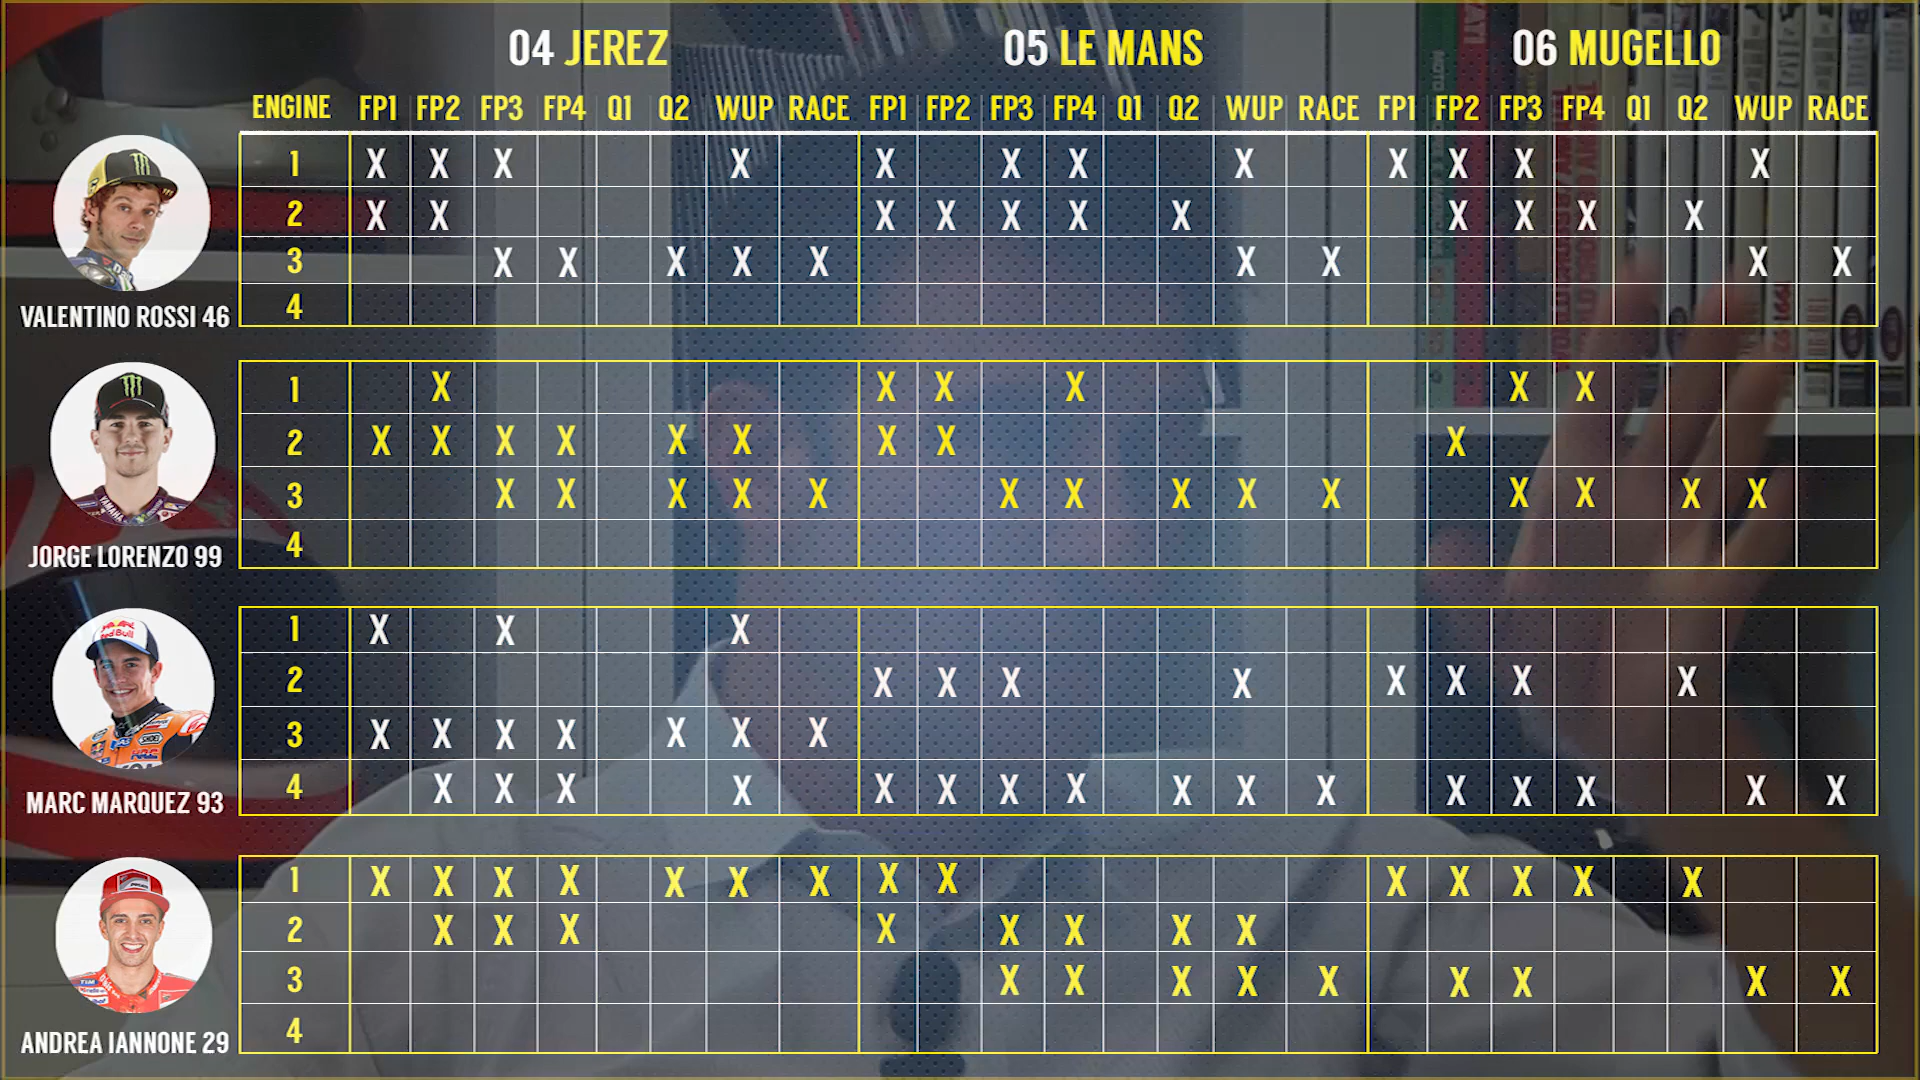 04 JEREZ 05 LE MANS 06 MUGELLO
ENGINE FP1 FP2 FP3 FP4 Q1 Q2 WUP RACE FP1 FP2 FP3 FP4 Q1 Q2 WUP RACE FP1 FP2 FP3 FP4 Q1 Q2 WUP RACE
1 X X X X X X X X X X X X
2 X X X X X X X X X X X
3 X X X X X X X X X
4
VALENTINO ROSSI 46
1 X X X X X X
2 X X X X X X X X X
3 X X X X X X X X X X X X X X
4
JORGE LORENZO 99
1 X X X
2 X X X X X X X X
3 X X X X X X X
4 X X X X X X X X X X X X X X X X
MARC MARQUEZ 93
1 X X X X X X X X X X X X X X
2 X X X X X X X X
3 X X X X X X X X X
4
ANDREA IANNONE 29